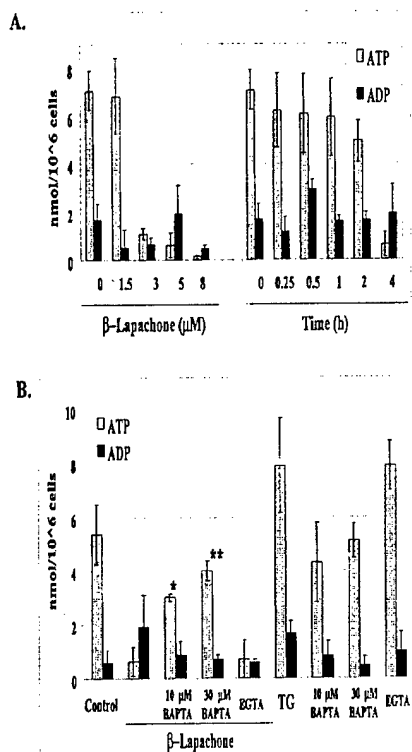 A.
8
6
4
2
0
nmol/10^6 cells
ATP
ADP
0 1.5 3 5 8
β-Lapachone (μM)
0 0.25 0.5 1 2 4
Time (h)
B.
10
8
6
4
2
0
nmol/10^6 cells
ATP
ADP
*
**
Control
10 μM BAPTA
30 μM BAPTA
EGTA
β-Lapachone
TG
10 μM BAPTA
30 μM BAPTA
EGTA